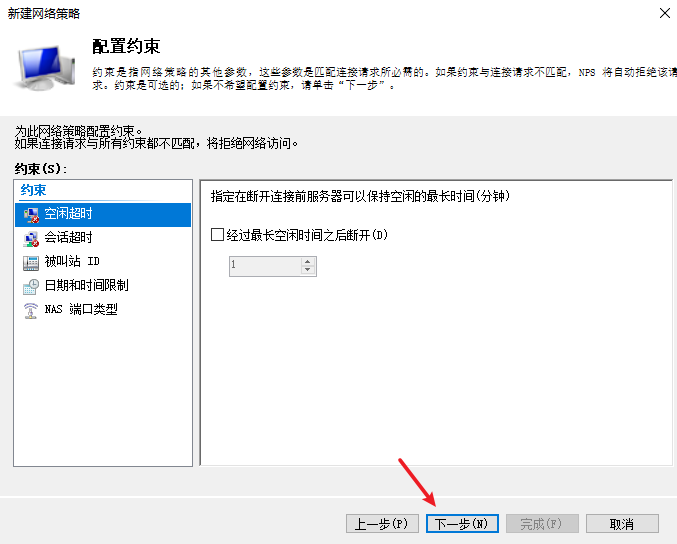 新建网络策略
配置约束
约束是指网络策略的其他参数，这些参数是匹配连接请求所必需的。如果约束与连接请求不匹配，NPS 将自动拒绝该请
求。约束是可选的；如果不希望配置约束，请单击“下一步”。
为此网络策略配置约束。
如果连接请求与所有约束都不匹配，将拒绝网络访问。
约束(S):
约束
空闲超时
会话超时
被叫站 ID
日期和时间限制
NAS 端口类型
指定在断开连接前服务器可以保持空闲的最长时间(分钟)
经过最长空闲时间之后断开(D)
1
上一步(P)
下一步(N)
完成(F)
取消